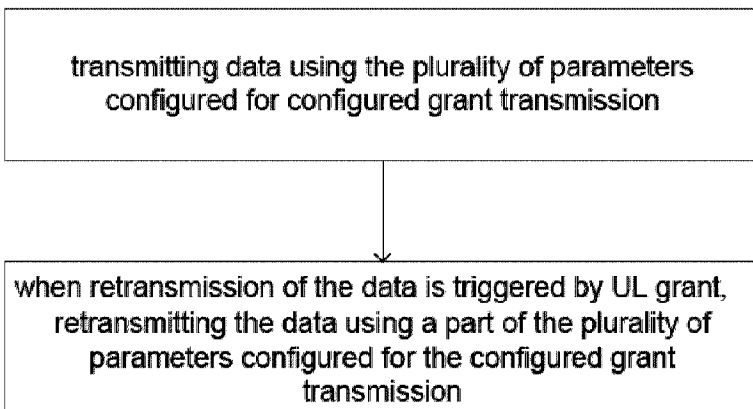 transmitting data using the plurality of parameters
configured for configured grant transmission
when retransmission of the data is triggered by UL grant,
retransmitting the data using a part of the plurality of
parameters configured for the configured grant
transmission